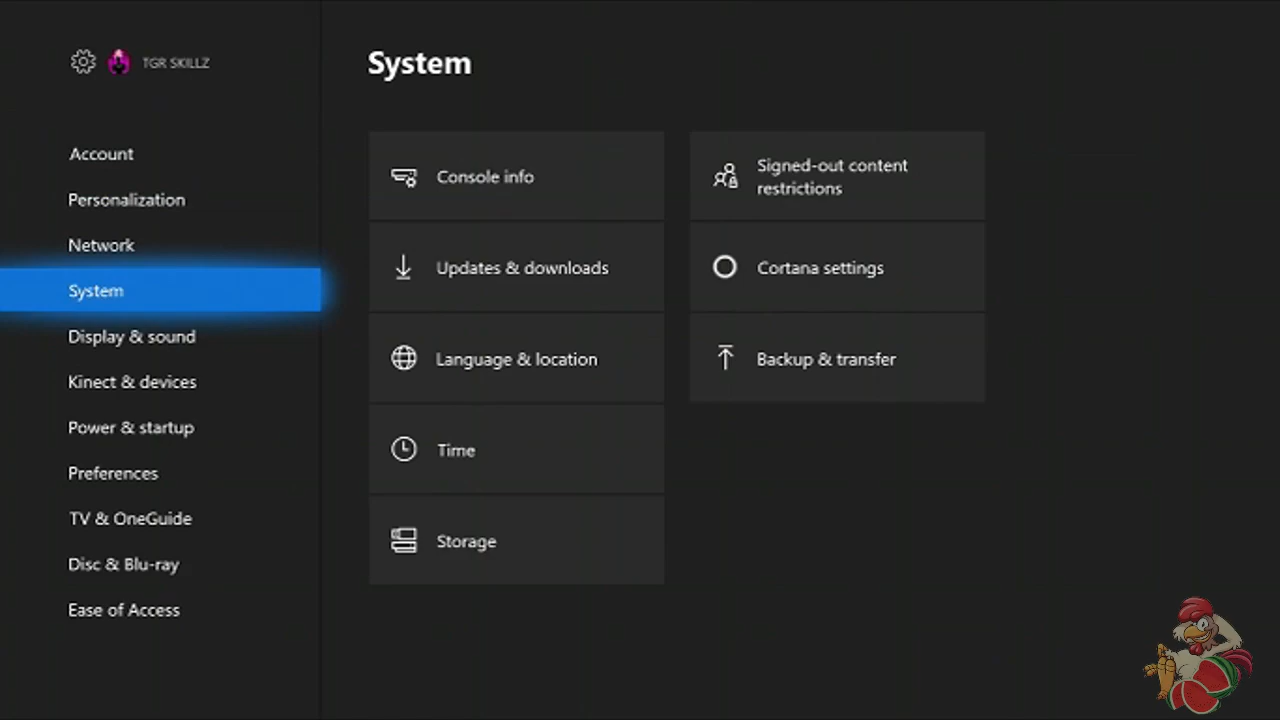 TGR SKILLZ
Account
Personalization
Network
System
Display & sound
Kinect & devices
Power & startup
Preferences
TV & OneGuide
Disc & Blu-ray
Ease of Access
System
Console info
Updates & downloads
Language & location
Time
Storage
Signed-out content
restrictions
Cortana settings
Backup & transfer